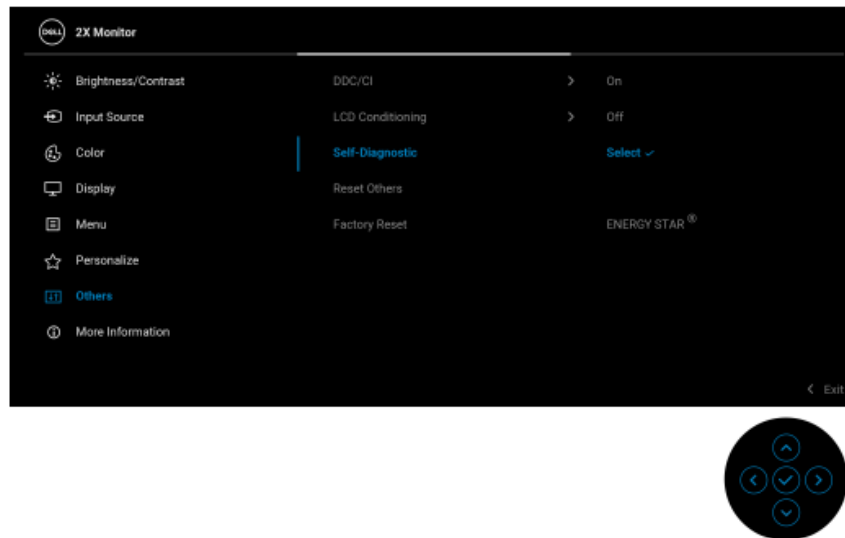 DELL 2X Monitor
Brightness/Contrast DDC/CI > On
Input Source LCD Conditioning > Off
Color Self-Diagnostic Select ✓
Display Reset Others
Menu Factory Reset ENERGY STAR®
Personalize
Others
More Information
< Exit